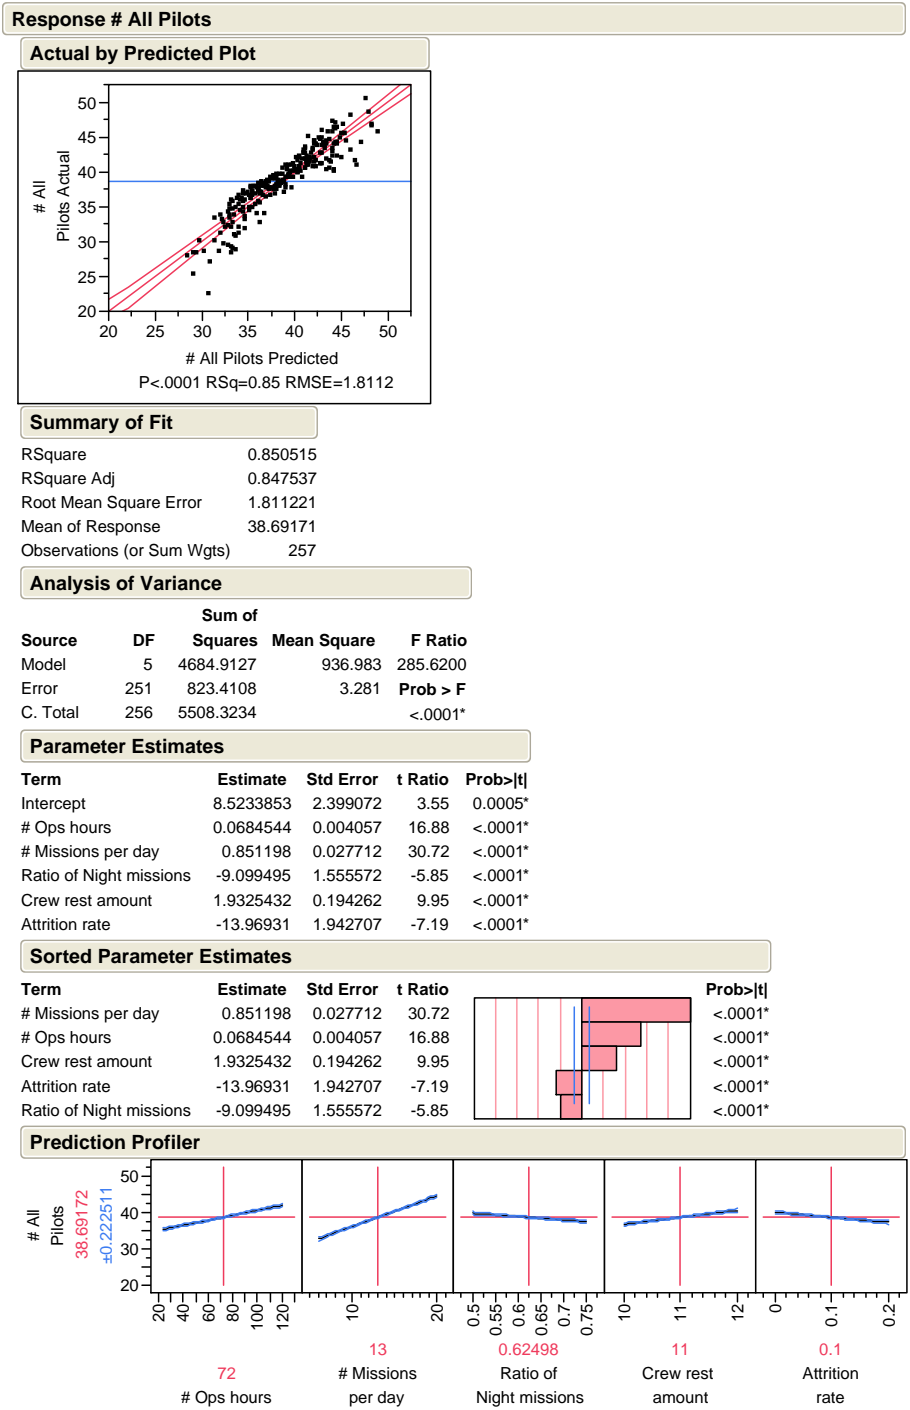 Response # All Pilots
Actual by Predicted Plot
50
45
40
35
30
25
20
# All
Pilots Actual
20 25 30 35 40 45 50
# All Pilots Predicted
P<.0001 RSq=0.85 RMSE=1.8112
Summary of Fit
RSquare 0.850515
RSquare Adj 0.847537
Root Mean Square Error 1.811221
Mean of Response 38.69171
Observations (or Sum Wgts) 257
Analysis of Variance
Sum of
Source DF Squares Mean Square F Ratio
Model 5 4684.9127 936.983 285.6200
Error 251 823.4108 3.281 Prob > F
C. Total 256 5508.3234 <.0001*
Parameter Estimates
Term Estimate Std Error t Ratio Prob>|t|
Intercept 8.5233853 2.399072 3.55 0.0005*
# Ops hours 0.0684544 0.004057 16.88 <.0001*
# Missions per day 0.851198 0.027712 30.72 <.0001*
Ratio of Night missions -9.099495 1.555572 -5.85 <.0001*
Crew rest amount 1.9325432 0.194262 9.95 <.0001*
Attrition rate -13.96931 1.942707 -7.19 <.0001*
Sorted Parameter Estimates
Term Estimate Std Error t Ratio Prob>|t|
# Missions per day 0.851198 0.027712 30.72 <.0001*
# Ops hours 0.0684544 0.004057 16.88 <.0001*
Crew rest amount 1.9325432 0.194262 9.95 <.0001*
Attrition rate -13.96931 1.942707 -7.19 <.0001*
Ratio of Night missions -9.099495 1.555572 -5.85 <.0001*
Prediction Profiler
# All
Pilots
38.69172
±0.222511
50
40
30
20
20 40 60 80 100 120 10 20 0.5 0.55 0.6 0.65 0.7 0.75 10 11 12 0 0.1 0.2
13 0.62498 11 0.1
72 # Missions Ratio of Crew rest Attrition
# Ops hours per day Night missions amount rate